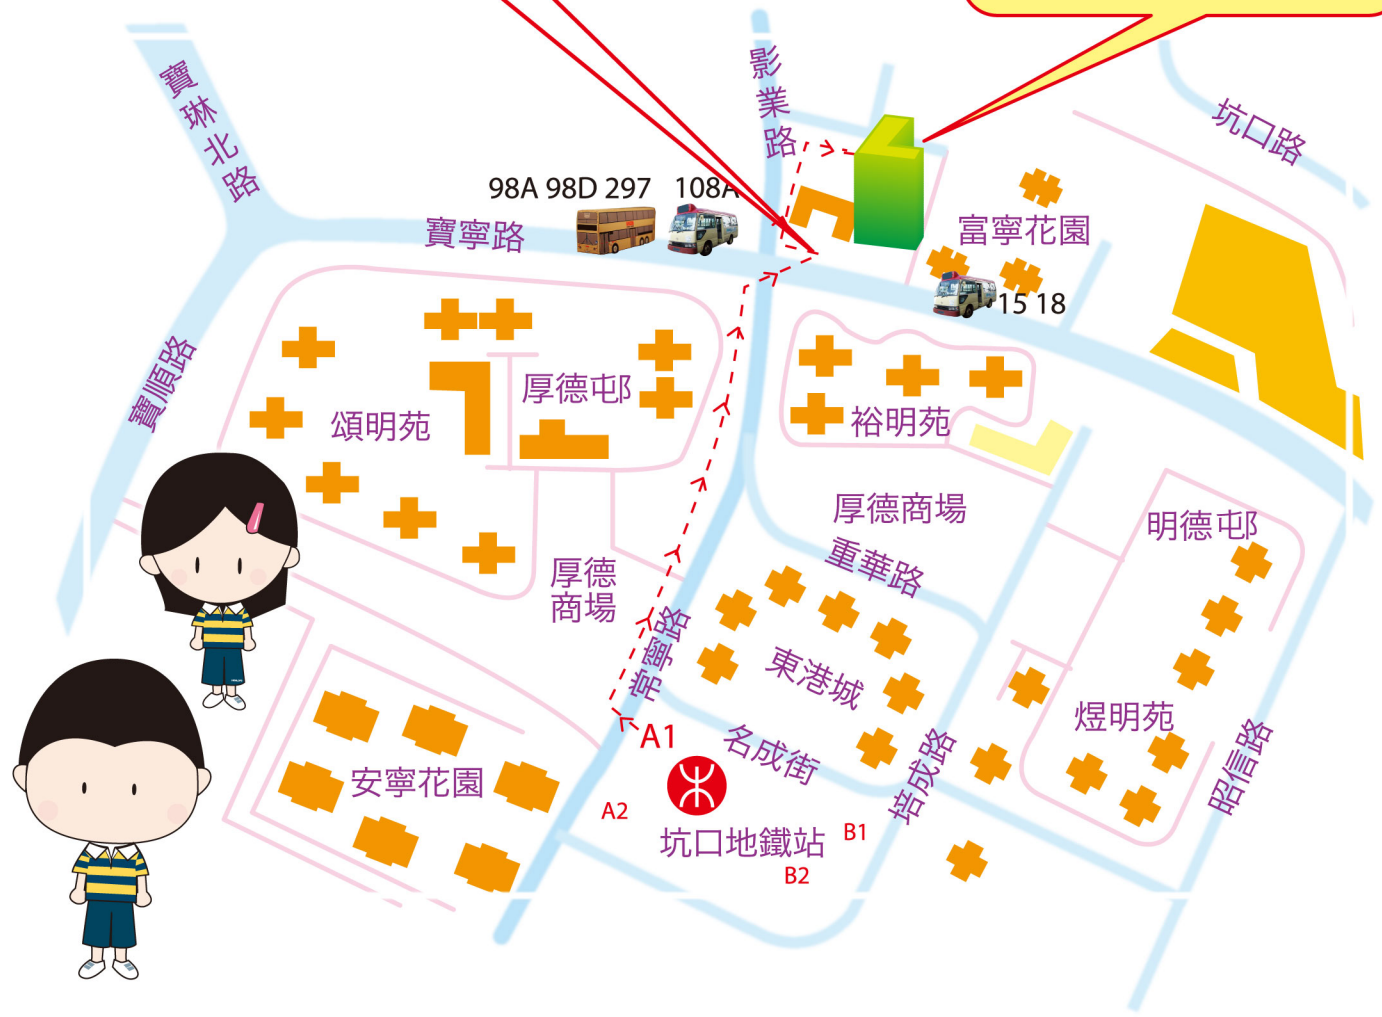 寶琳北路
影業路
坑口路
98A 98D 297
108A
寶寧路
富寧花園
15 18
寶順路
厚德邨
頌明苑
裕明苑
厚德商場
明德邨
重華路
厚德
商場
常寧路
東港城
煜明苑
A1
名成街
培成路
昭信路
安寧花園
A2
坑口地鐵站
B1
B2